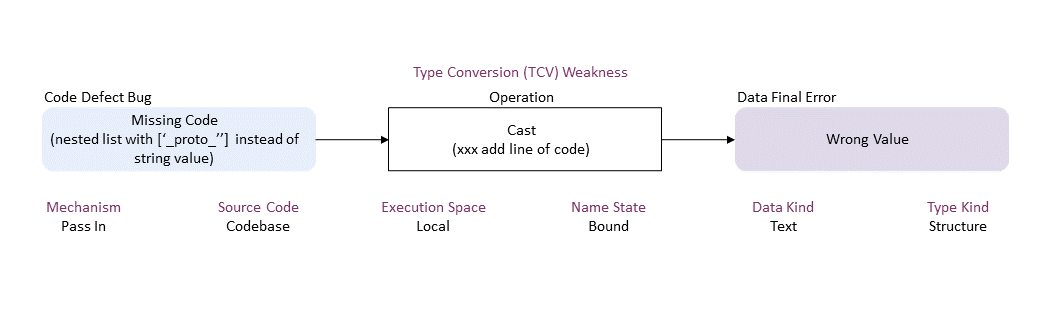 Type Conversion (TCV) Weakness
Code Defect Bug
Operation
Data Final Error
Missing Code
(nested list with [‘_proto_’’] instead of
string value)
Cast
(xxx add line of code)
Wrong Value
Mechanism
Pass In
Source Code
Codebase
Execution Space
Local
Name State
Bound
Data Kind
Text
Type Kind
Structure